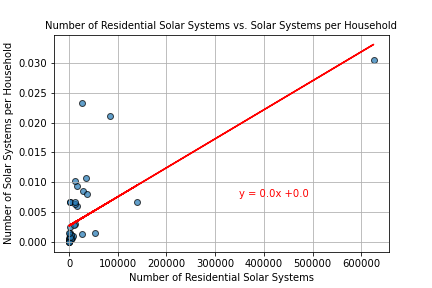 Number of Residential Solar Systems vs. Solar Systems per Household
Number of Solar Systems per Household
0.030
0.025
0.020
0.015
0.010
0.005
0.000
y = 0.0x +0.0
0 100000 200000 300000 400000 500000 600000
Number of Residential Solar Systems